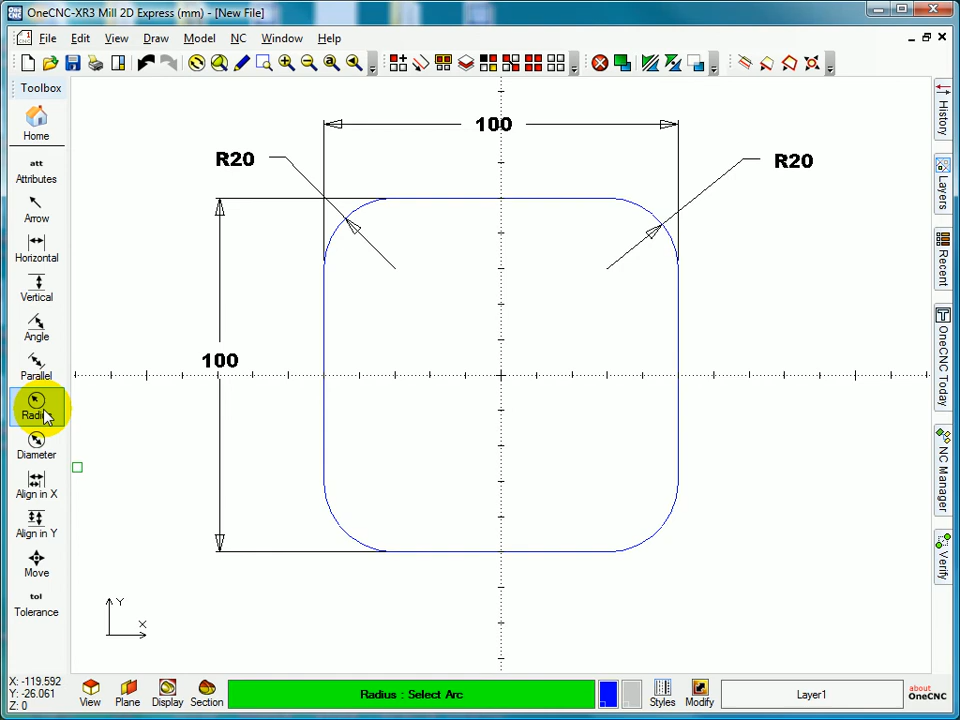 OneCNC-XR3 Mill 2D Express (mm) - [New File]
File Edit View Draw Model NC Window Help
Toolbox
Home
att
Attributes
Arrow
Horizontal
Vertical
Angle
Parallel
Radius
Diameter
Align in X
Align in Y
Move
tol
Tolerance
100
R20
R20
100
Y
X
History
Layers
Recent
OneCNC Today
NC Manager
Verify
X: -119.592
Y: -26.061
Z: 0
View
Plane
Display
Section
Radius : Select Arc
Styles
Modify
Layer1
about
OneCNC